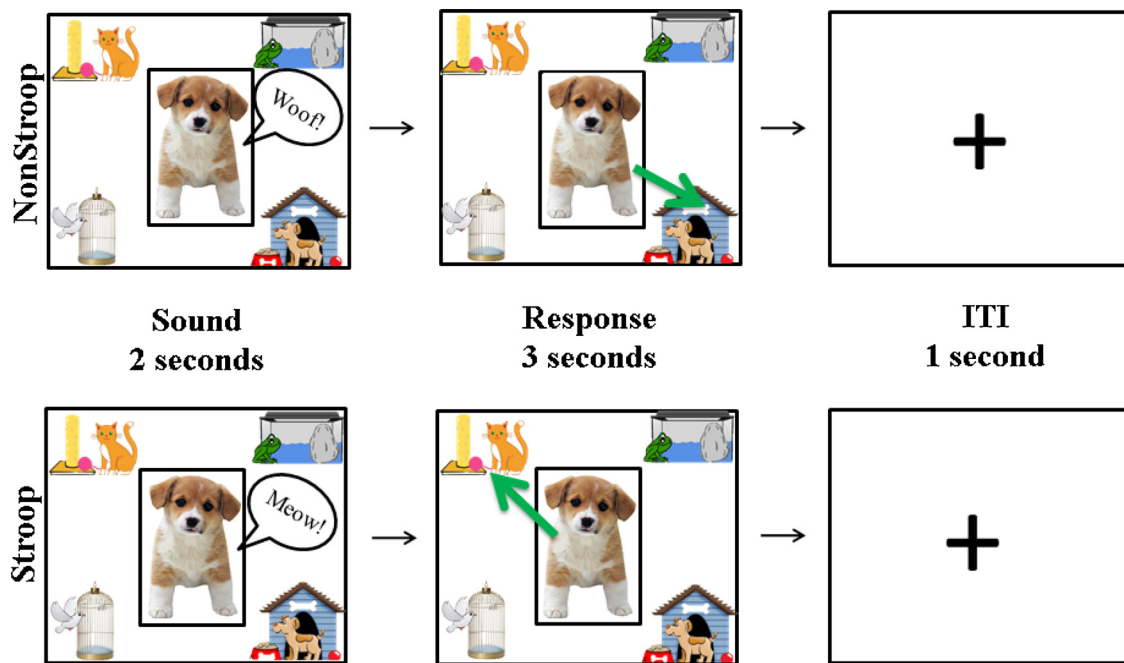 NonStroop
Woof!
Sound
2 seconds
Response
3 seconds
ITI
1 second
Stroop
Meow!